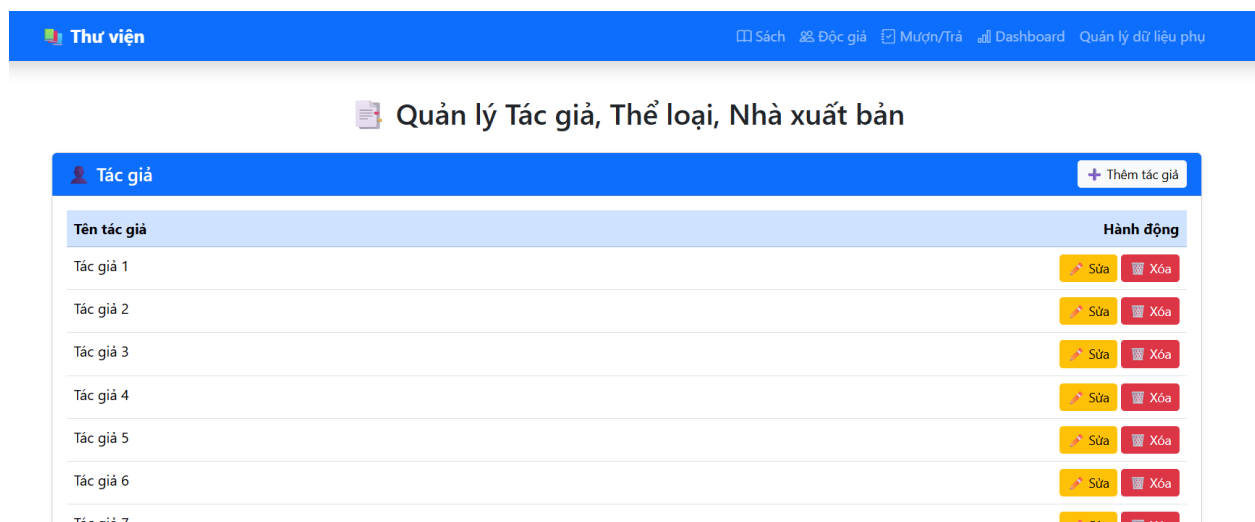 Thư viện Sách Độc giả Mượn/Trả Dashboard Quản lý dữ liệu phụ
Quản lý Tác giả, Thể loại, Nhà xuất bản
Tác giả Thêm tác giả
Tên tác giả Hành động
Tác giả 1 Sửa Xóa
Tác giả 2 Sửa Xóa
Tác giả 3 Sửa Xóa
Tác giả 4 Sửa Xóa
Tác giả 5 Sửa Xóa
Tác giả 6 Sửa Xóa
Tác giả 7